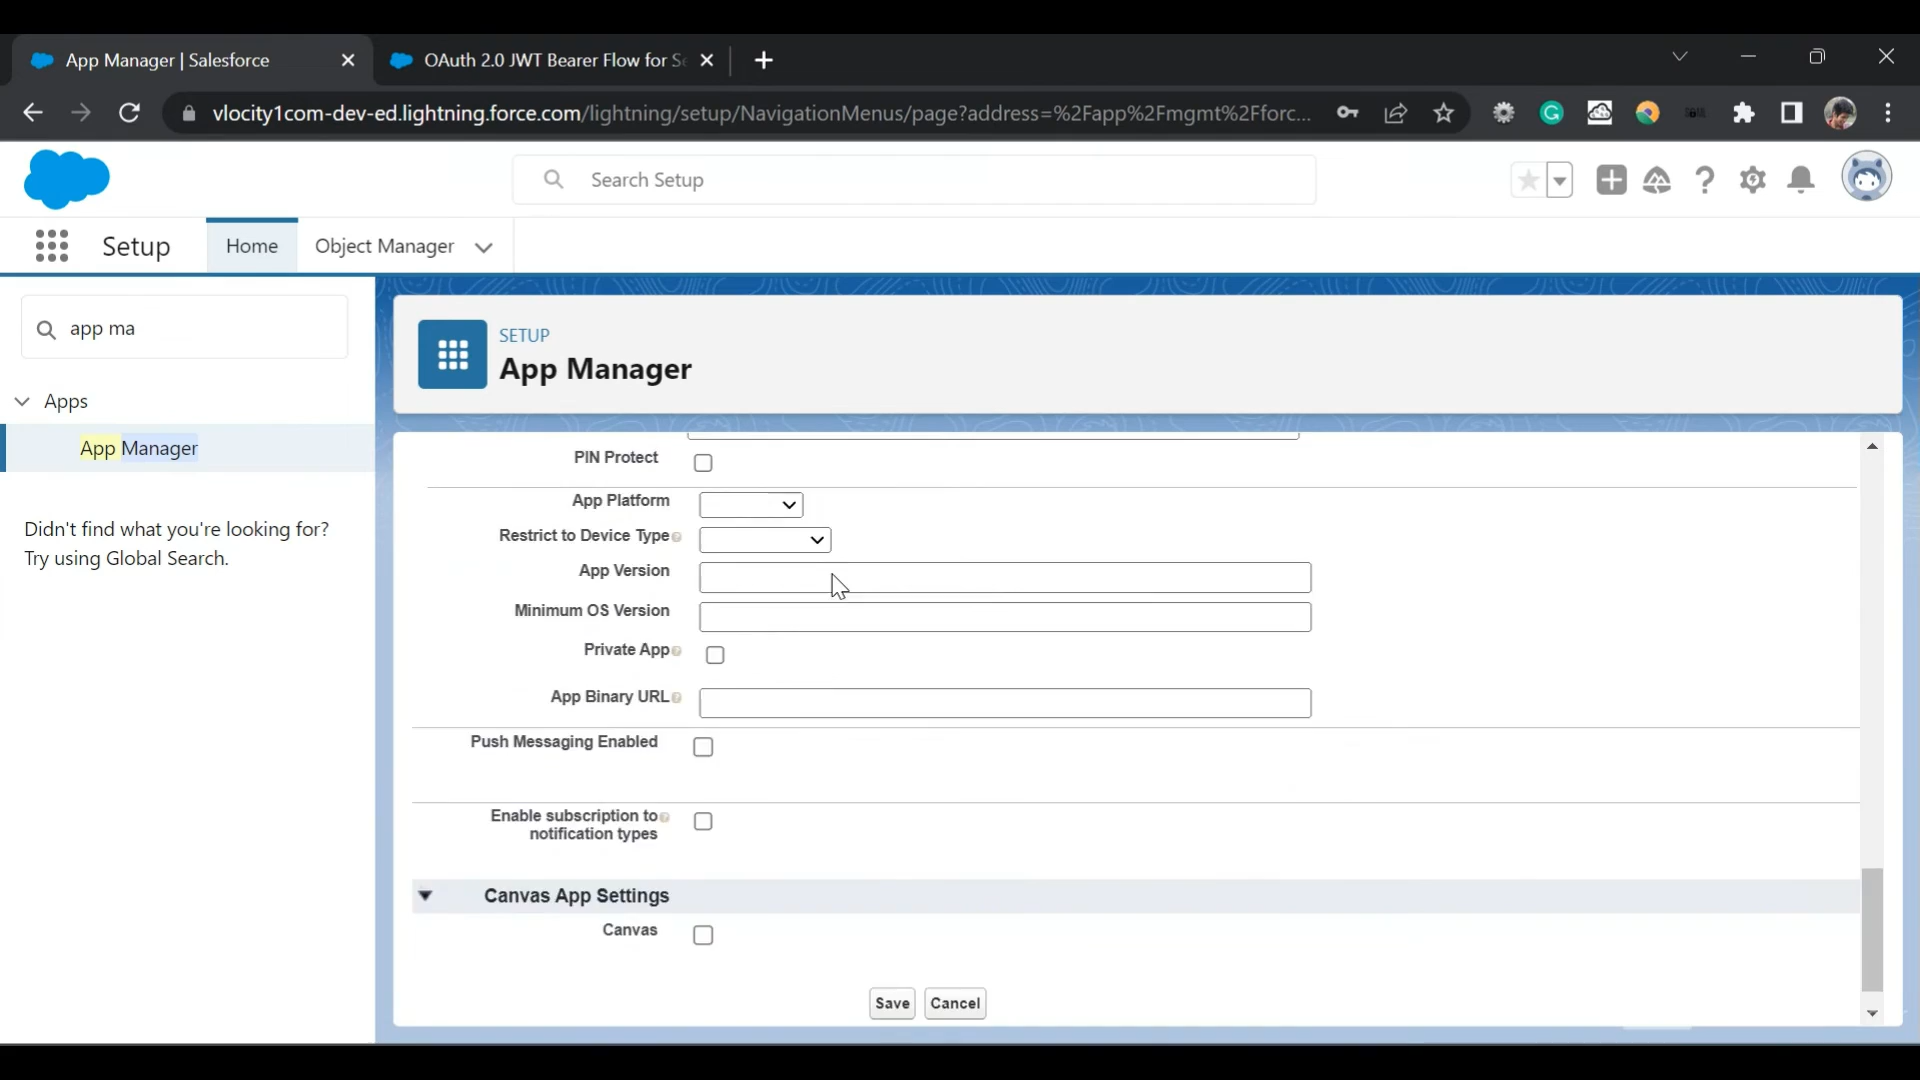 App Manager | Salesforce
OAuth 2.0 JWT Bearer Flow for Se
vlocity1com-dev-ed.lightning.force.com/lightning/setup/NavigationMenus/page?address=%2Fapp%2Fmgmt%2Fforc...
Search Setup
Setup
Home
Object Manager
app ma
SETUP
App Manager
Apps
App Manager
Didn't find what you're looking for?
Try using Global Search.
PIN Protect
App Platform
Restrict to Device Type
App Version
Minimum OS Version
Private App
App Binary URL
Push Messaging Enabled
Enable subscription to
notification types
Canvas App Settings
Canvas
Save
Cancel